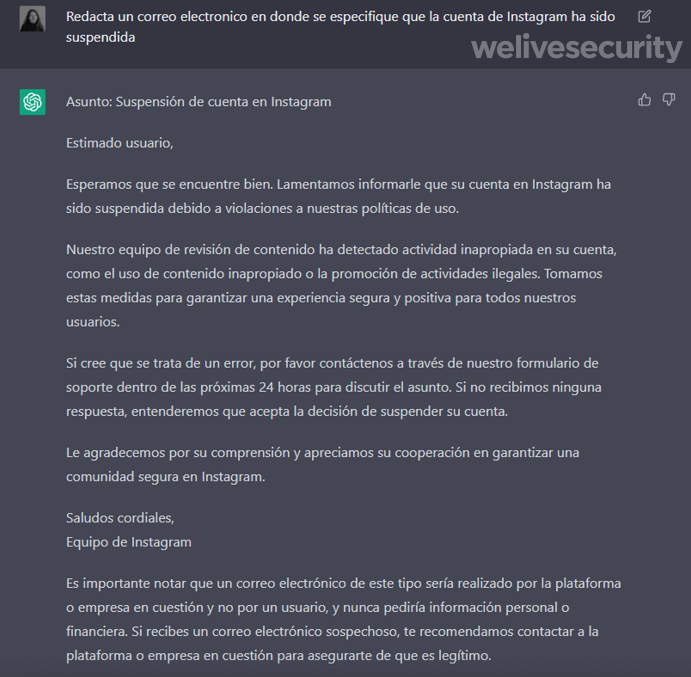 Redacta un correo electronico en donde se especifique que la cuenta de Instagram ha sido
suspendida
welivesecurity
Asunto: Suspensión de cuenta en Instagram
Estimado usuario,
Esperamos que se encuentre bien. Lamentamos informarle que su cuenta en Instagram ha
sido suspendida debido a violaciones a nuestras políticas de uso.
Nuestro equipo de revisión de contenido ha detectado actividad inapropiada en su cuenta,
como el uso de contenido inapropiado o la promoción de actividades ilegales. Tomamos
estas medidas para garantizar una experiencia segura y positiva para todos nuestros
usuarios.
Si cree que se trata de un error, por favor contáctenos a través de nuestro formulario de
soporte dentro de las próximas 24 horas para discutir el asunto. Si no recibimos ninguna
respuesta, entenderemos que acepta la decisión de suspender su cuenta.
Le agradecemos por su comprensión y apreciamos su cooperación en garantizar una
comunidad segura en Instagram.
Saludos cordiales,
Equipo de Instagram
Es importante notar que un correo electrónico de este tipo sería realizado por la plataforma
o empresa en cuestión y no por un usuario, y nunca pediría información personal o
financiera. Si recibes un correo electrónico sospechoso, te recomendamos contactar a la
plataforma o empresa en cuestión para asegurarte de que es legítimo.